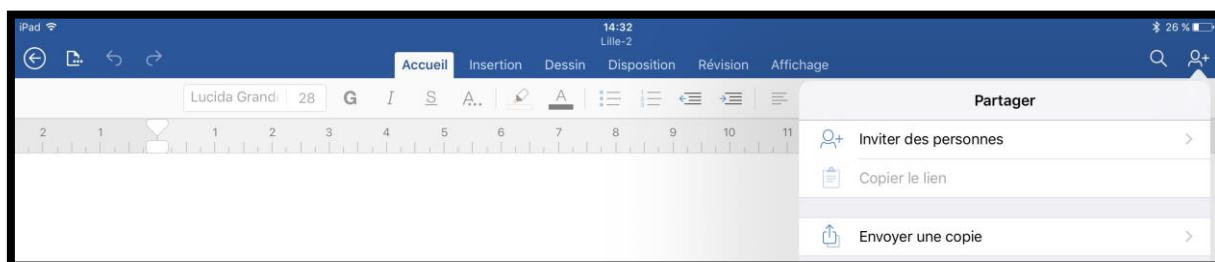 iPad 14:32 26 %
Lille-2
Accueil Insertion Dessin Disposition Révision Affichage
Lucida Grand 28 G I S A.. A
Partager
2 1 1 2 3 4 5 6 7 8 9 10 11
Inviter des personnes
Copier le lien
Envoyer une copie